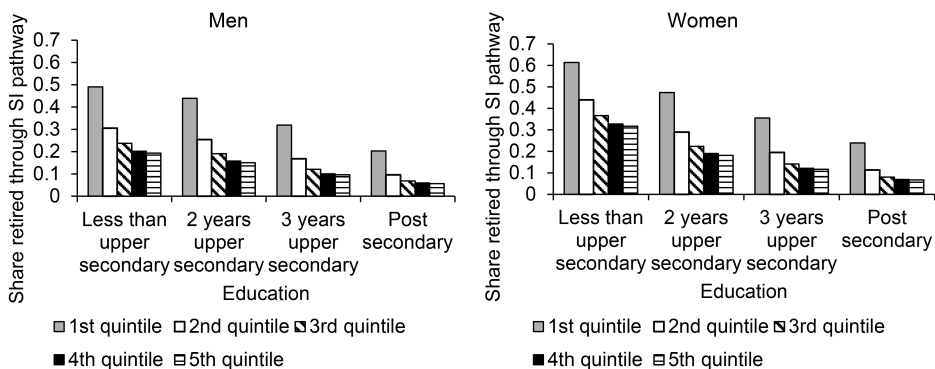 Men
Share retired through SI pathway
0.7
0.6
0.5
0.4
0.3
0.2
0.1
0
Less than upper secondary
2 years upper secondary
3 years upper secondary
Post secondary
Education
1st quintile 2nd quintile 3rd quintile
4th quintile 5th quintile
Women
Share retired through SI pathway
0.7
0.6
0.5
0.4
0.3
0.2
0.1
0
Less than upper secondary
2 years upper secondary
3 years upper secondary
Post secondary
Education
1st quintile 2nd quintile 3rd quintile
4th quintile 5th quintile